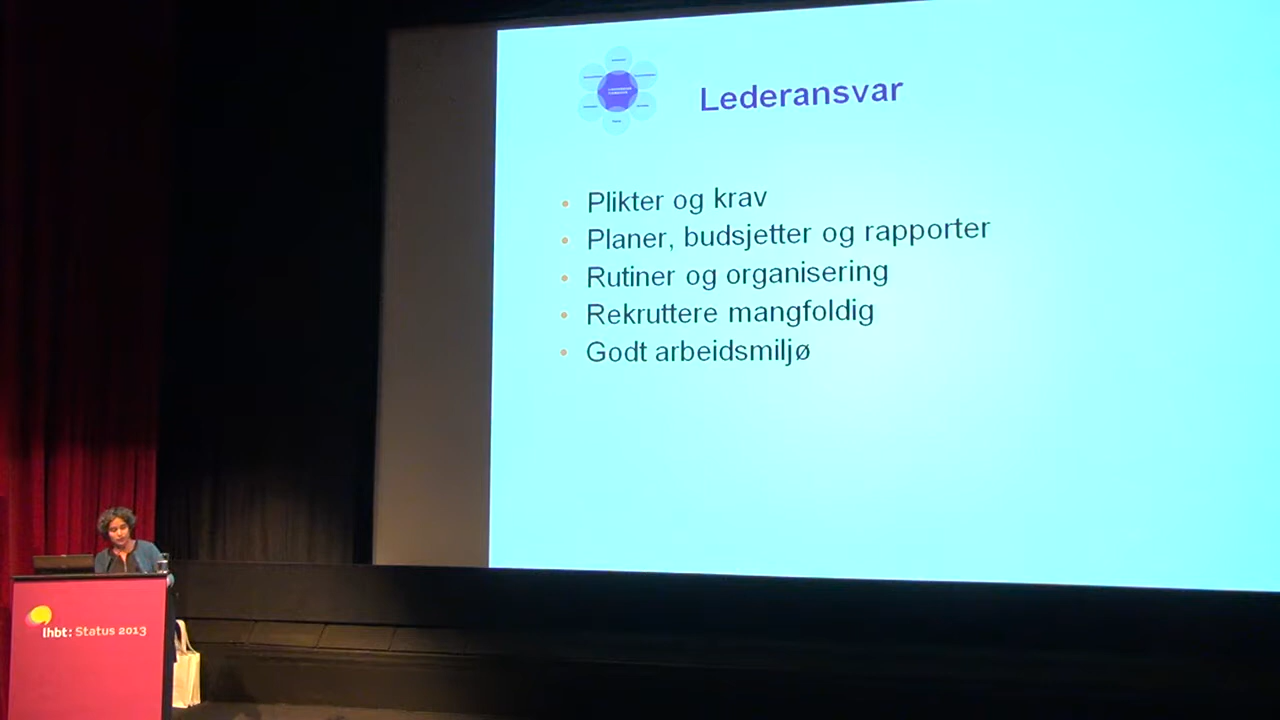 Lederansvar
• Plikter og krav
• Planer, budsjetter og rapporter
• Rutiner og organisering
• Rekruttere mangfoldig
• Godt arbeidsmiljø
lhbt: Status 2013